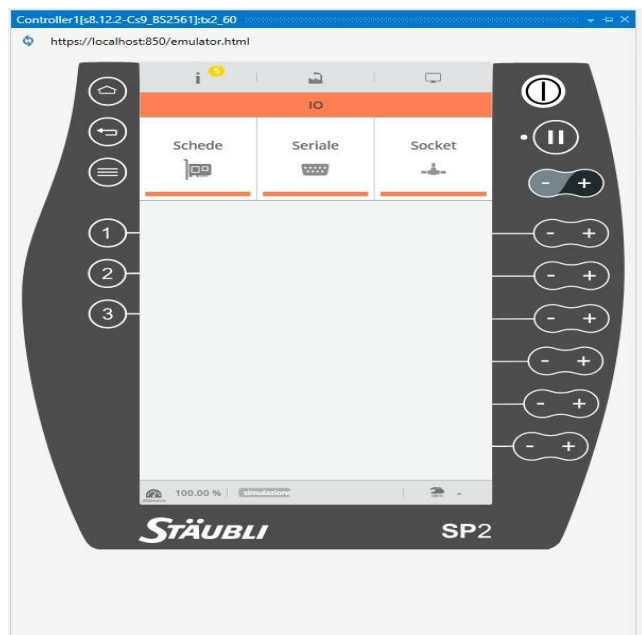 Controller1[s8.12.2-Cs9_BS2561]:tx2_60
https://localhost:850/emulator.html
i 5
IO
Schede Seriale Socket
1
2
3
- +
- +
- +
- +
- +
- +
- +
100.00 % simulazione
STÄUBLI SP2